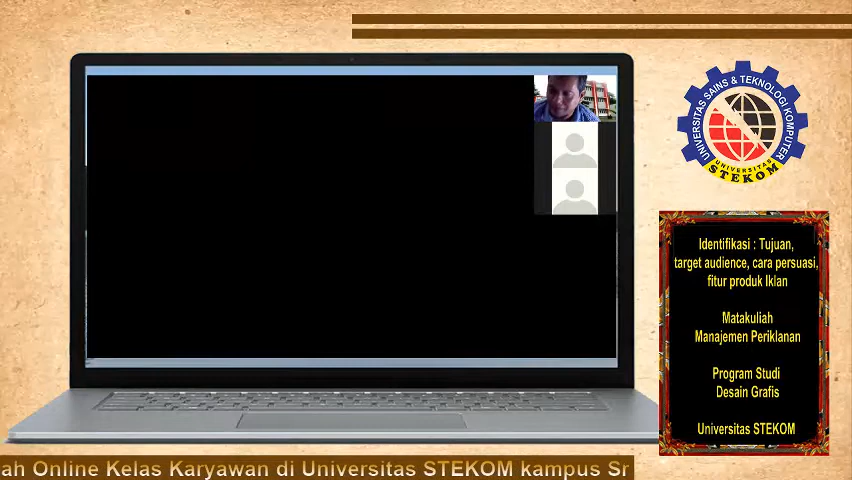 UNIVERSITAS SAINS & TEKNOLOGI KOMPUTER
UNIVERSITAS
STEKOM
Identifikasi : Tujuan,
target audience, cara persuasi,
fitur produk Iklan
Matakuliah
Manajemen Periklanan
Program Studi
Desain Grafis
Universitas STEKOM
ah Online Kelas Karyawan di Universitas STEKOM kampus Sr